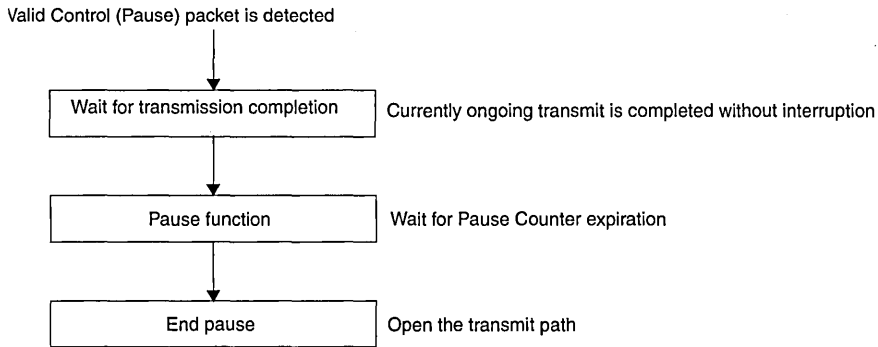 Valid Control (Pause) packet is detected
Wait for transmission completion
Currently ongoing transmit is completed without interruption
Pause function
Wait for Pause Counter expiration
End pause
Open the transmit path